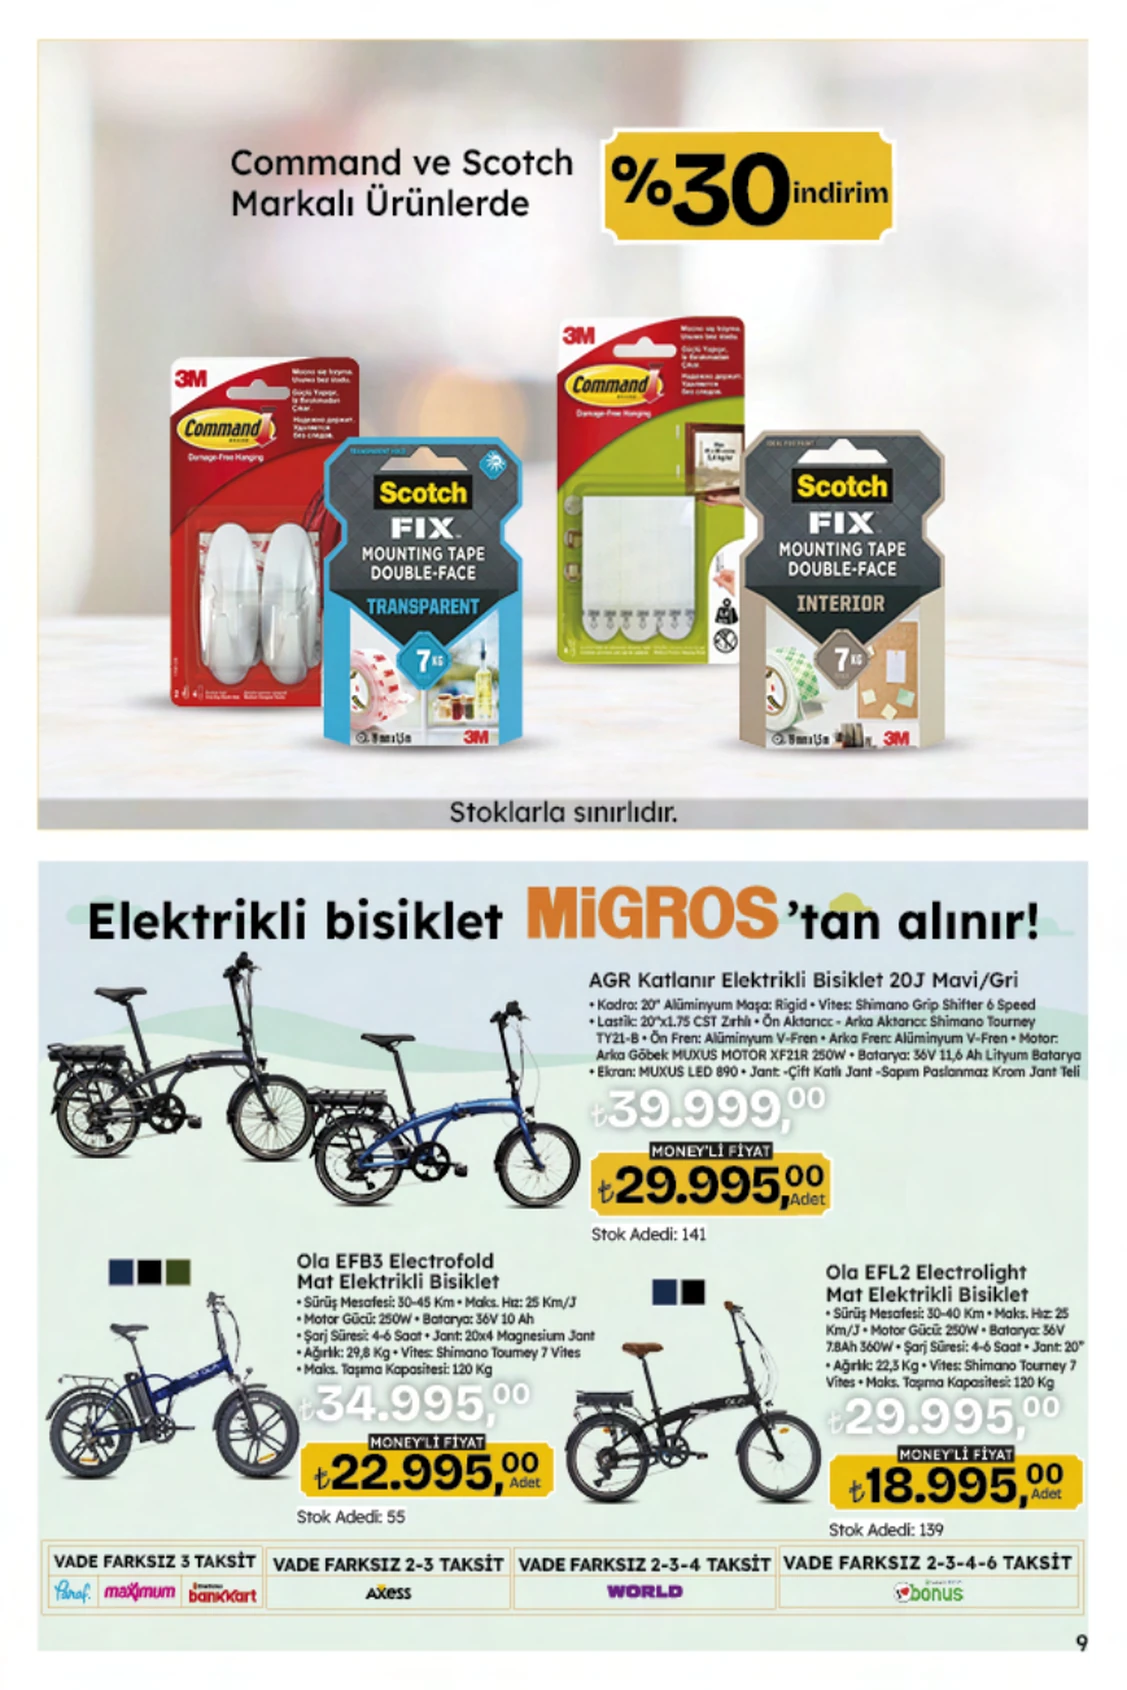 Command ve Scotch
Markalı Ürünlerde
%30 indirim
3M
Command
Damage-Free Hanging
Scotch
FIX
MOUNTING TAPE
DOUBLE-FACE
TRANSPARENT
7 KG
3M
3M
Command
Damage-Free Hanging
Scotch
FIX
MOUNTING TAPE
DOUBLE-FACE
INTERIOR
7 KG
3M
Stoklarla sınırlıdır.
Elektrikli bisiklet MiGROS'tan alınır!
AGR Katlanır Elektrikli Bisiklet 20J Mavi/Gri
• Kadro: 20" Alüminyum Maşa: Rigid • Vites: Shimano Grip Shifter 6 Speed
• Lastik: 20"x1.75 CST Zırhlı • Ön Aktarıcı: - Arka Aktarıcı: Shimano Tourney
TY21-B • Ön Fren: Alüminyum V-Fren • Arka Fren: Alüminyum V-Fren • Motor:
Arka Göbek MUXUS MOTOR XF21R 250W • Batarya: 36V 11,6 Ah Lityum Batarya
• Ekran: MUXUS LED 890 • Jant: -Çift Katlı Jant -Sapım Paslanmaz Krom Jant Teli
₺39.999,00
MONEY'Lİ FİYAT
₺29.995,00 Adet
Stok Adedi: 141
Ola EFB3 Electrofold
Mat Elektrikli Bisiklet
• Sürüş Mesafesi: 30-45 Km • Maks. Hız: 25 Km/J
• Motor Gücü: 250W • Batarya: 36V 10 Ah
• Şarj Süresi: 4-6 Saat • Jant: 20x4 Magnesium Jant
• Ağırlık: 29,8 Kg • Vites: Shimano Tourney 7 Vites
• Maks. Taşıma Kapasitesi: 120 Kg
₺34.995,00
MONEY'Lİ FİYAT
₺22.995,00 Adet
Stok Adedi: 55
Ola EFL2 Electrolight
Mat Elektrikli Bisiklet
• Sürüş Mesafesi: 30-40 Km • Maks. Hız: 25
Km/J • Motor Gücü: 250W • Batarya: 36V
7.8Ah 360W • Şarj Süresi: 4-6 Saat • Jant: 20"
• Ağırlık: 22,3 Kg • Vites: Shimano Tourney 7
Vites • Maks. Taşıma Kapasitesi: 120 Kg
₺29.995,00
MONEY'Lİ FİYAT
₺18.995,00 Adet
Stok Adedi: 139
VADE FARKSIZ 3 TAKSİT
Paraf. maximum bankkart
VADE FARKSIZ 2-3 TAKSİT
AXESS
VADE FARKSIZ 2-3-4 TAKSİT
WORLD
VADE FARKSIZ 2-3-4-6 TAKSİT
bonus
9